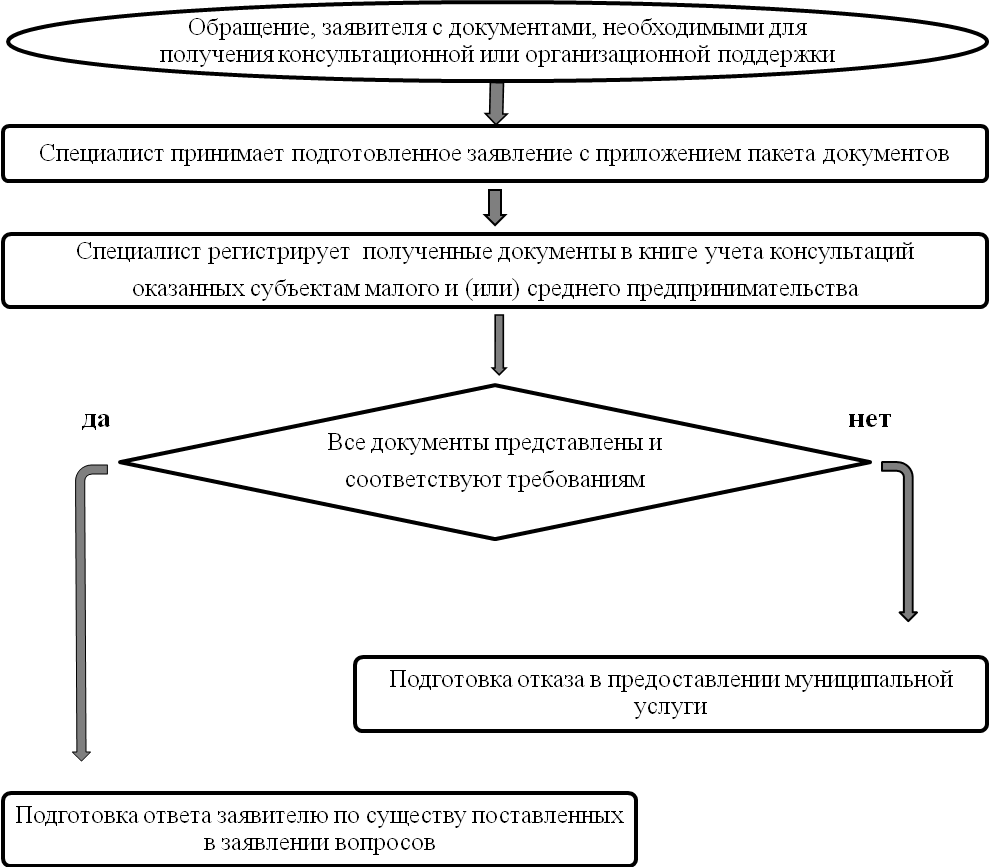 Обращение, заявителя с документами, необходимыми для
получения консультационной или организационной поддержки
Специалист принимает подготовленное заявление с приложением пакета документов
Специалист регистрирует полученные документы в книге учета консультаций
оказанных субъектам малого и (или) среднего предпринимательства
да
нет
Все документы представлены и
соответствуют требованиям
Подготовка отказа в предоставлении муниципальной
услуги
Подготовка ответа заявителю по существу поставленных
в заявлении вопросов